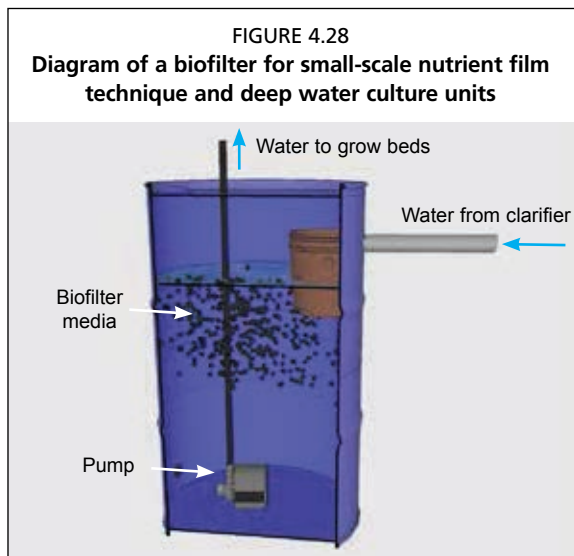 FIGURE 4.28
Diagram of a biofilter for small-scale nutrient film
technique and deep water culture units
Water to grow beds
Water from clarifier
Biofilter
media
Pump